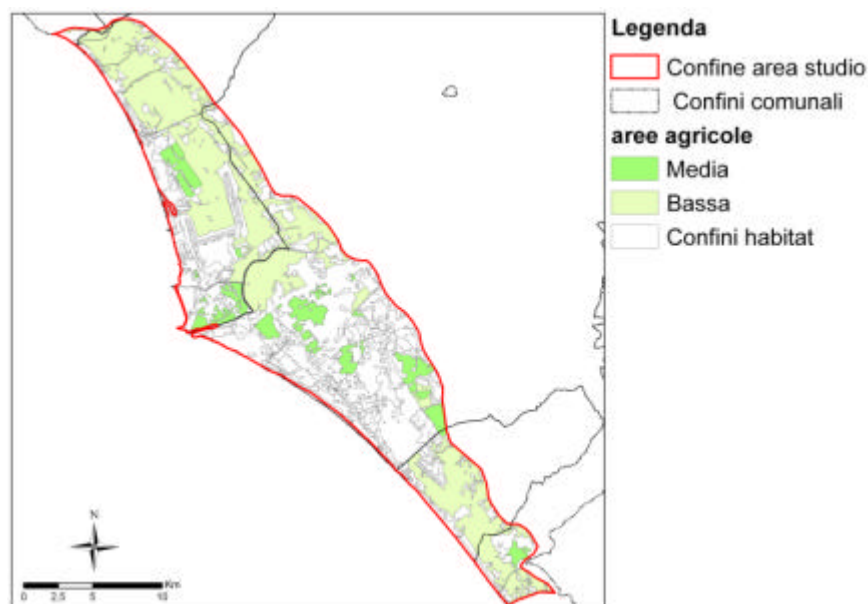 Legenda
Confine area studio
Confini comunali
aree agricole
Media
Bassa
Confini habitat
N
Km
0 2,5 5 10